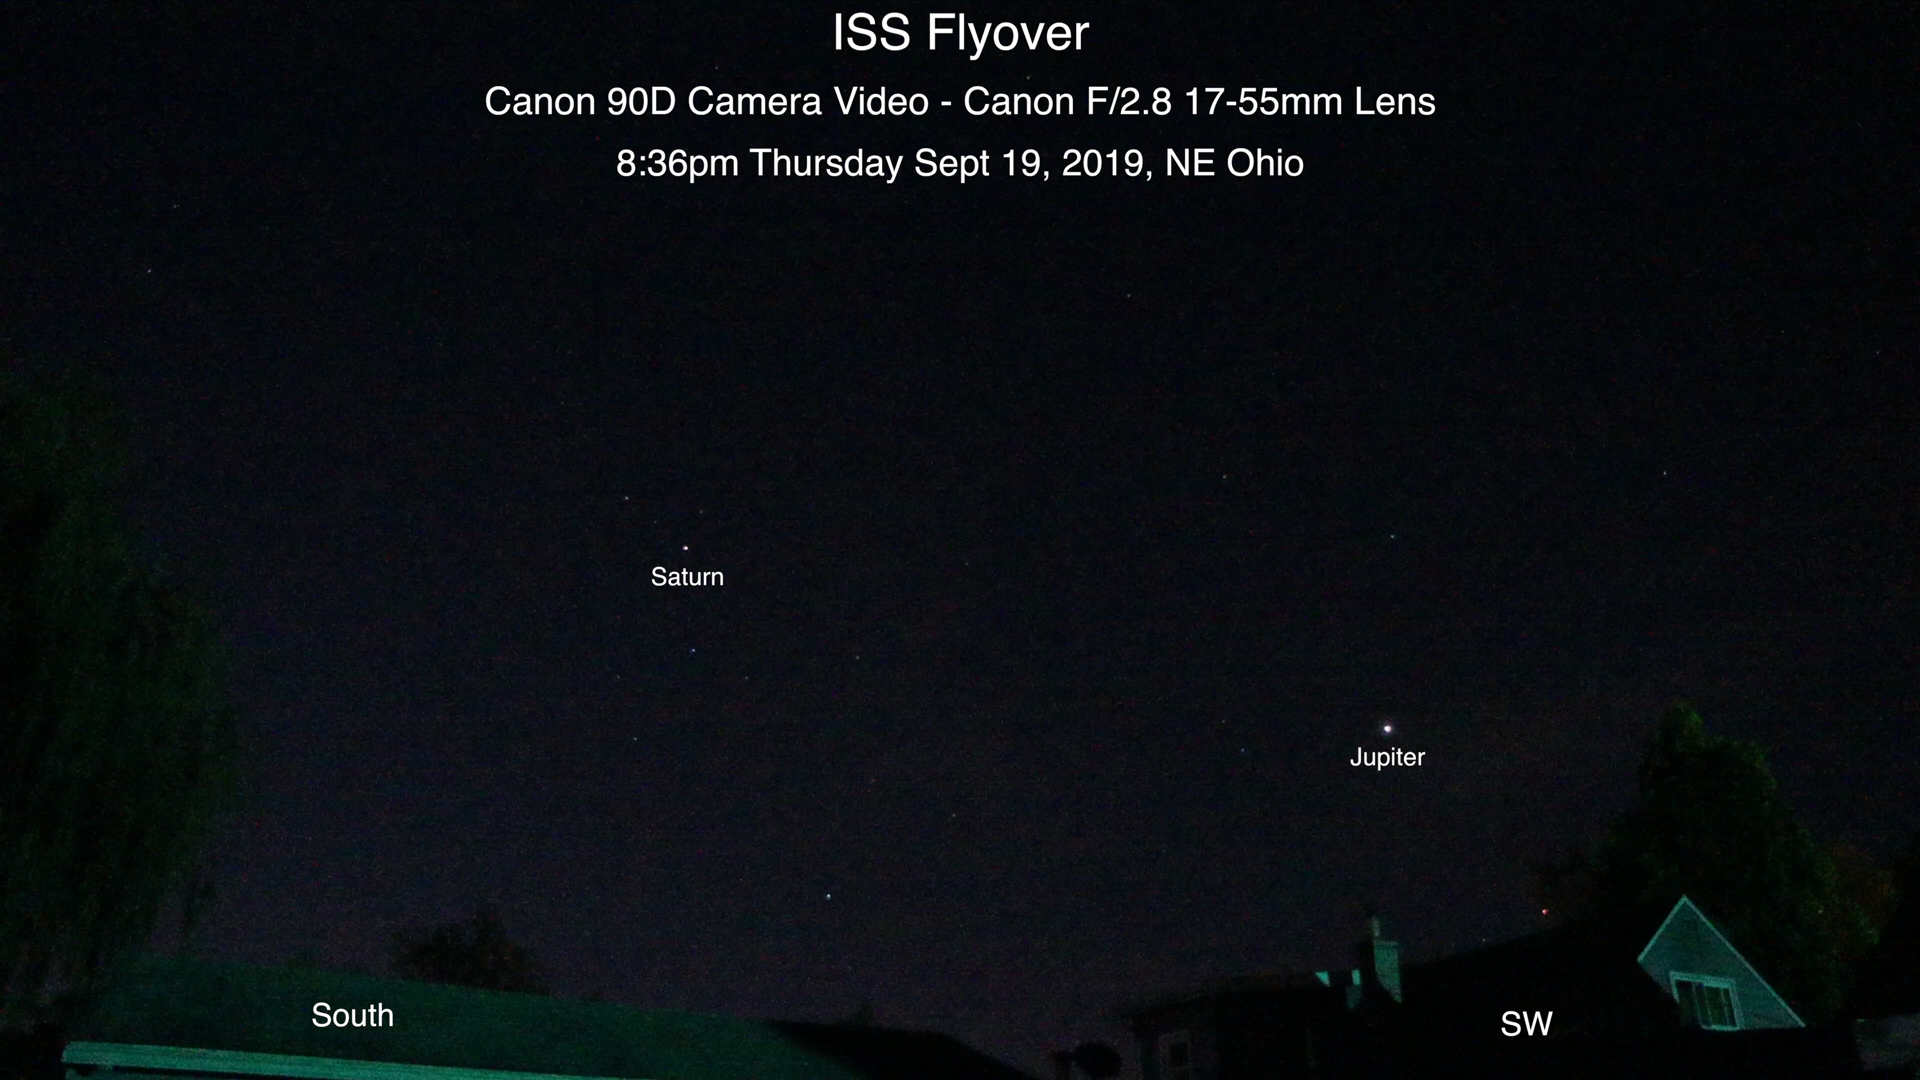 ISS Flyover
Canon 90D Camera Video - Canon F/2.8 17-55mm Lens
8:36pm Thursday Sept 19, 2019, NE Ohio
Saturn
Jupiter
South
SW